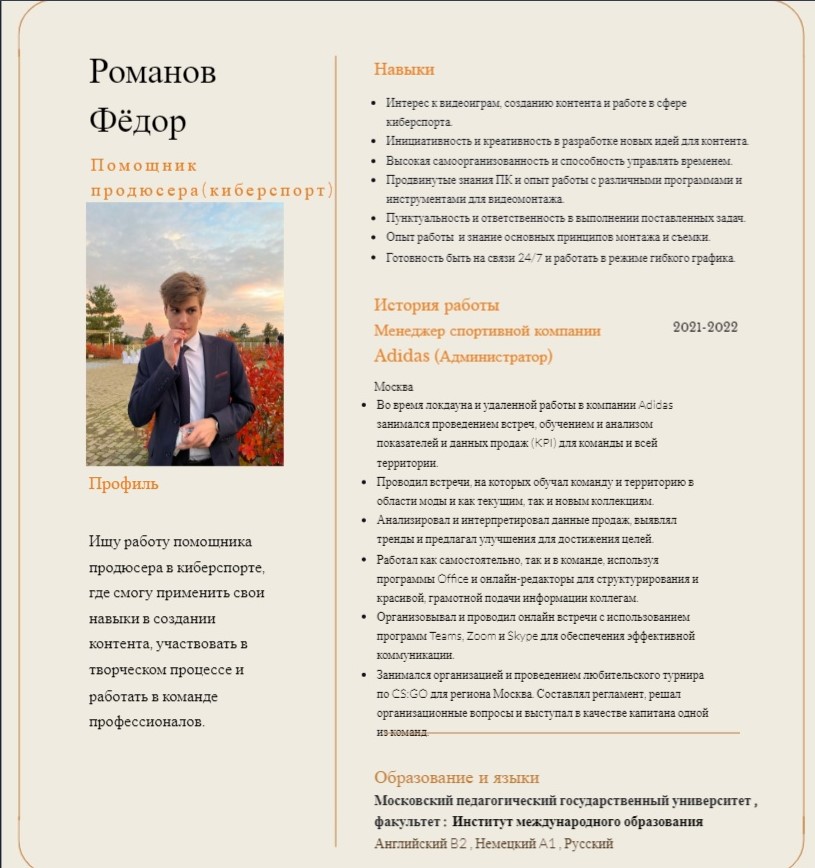 Романов
Фёдор
Помощник
продюсера(киберспорт)
Профиль
Ищу работу помощника
продюсера в киберспорте,
где смогу применить свои
навыки в создании
контента, участвовать в
творческом процессе и
работать в команде
профессионалов.
Навыки
• Интерес к видеоиграм, созданию контента и работе в сфере
киберспорта.
• Инициативность и креативность в разработке новых идей для контента.
• Высокая самоорганизованность и способность управлять временем.
• Продвинутые знания ПК и опыт работы с различными программами и
инструментами для видеомонтажа.
• Пунктуальность и ответственность в выполнении поставленных задач.
• Опыт работы и знание основных принципов монтажа и съемки.
• Готовность быть на связи 24/7 и работать в режиме гибкого графика.
История работы
Менеджер спортивной компании 2021-2022
Adidas (Администратор)
Москва
• Во время локдауна и удаленной работы в компании Adidas
занимался проведением встреч, обучением и анализом
показателей и данных продаж (KPI) для команды и всей
территории.
• Проводил встречи, на которых обучал команду и территорию в
области моды и как текущим, так и новым коллекциям.
• Анализировал и интерпретировал данные продаж, выявлял
тренды и предлагал улучшения для достижения целей.
• Работал как самостоятельно, так и в команде, используя
программы Office и онлайн-редакторы для структурирования и
красивой, грамотной подачи информации коллегам.
• Организовывал и проводил онлайн встречи с использованием
программ Teams, Zoom и Skype для обеспечения эффективной
коммуникации.
• Занимался организацией и проведением любительского турнира
по CS:GO для региона Москва. Составлял регламент, решал
организационные вопросы и выступал в качестве капитана одной
из команд.
Образование и языки
Московский педагогический государственный университет ,
факультет : Институт международного образования
Английский B2 , Немецкий A1 , Русский